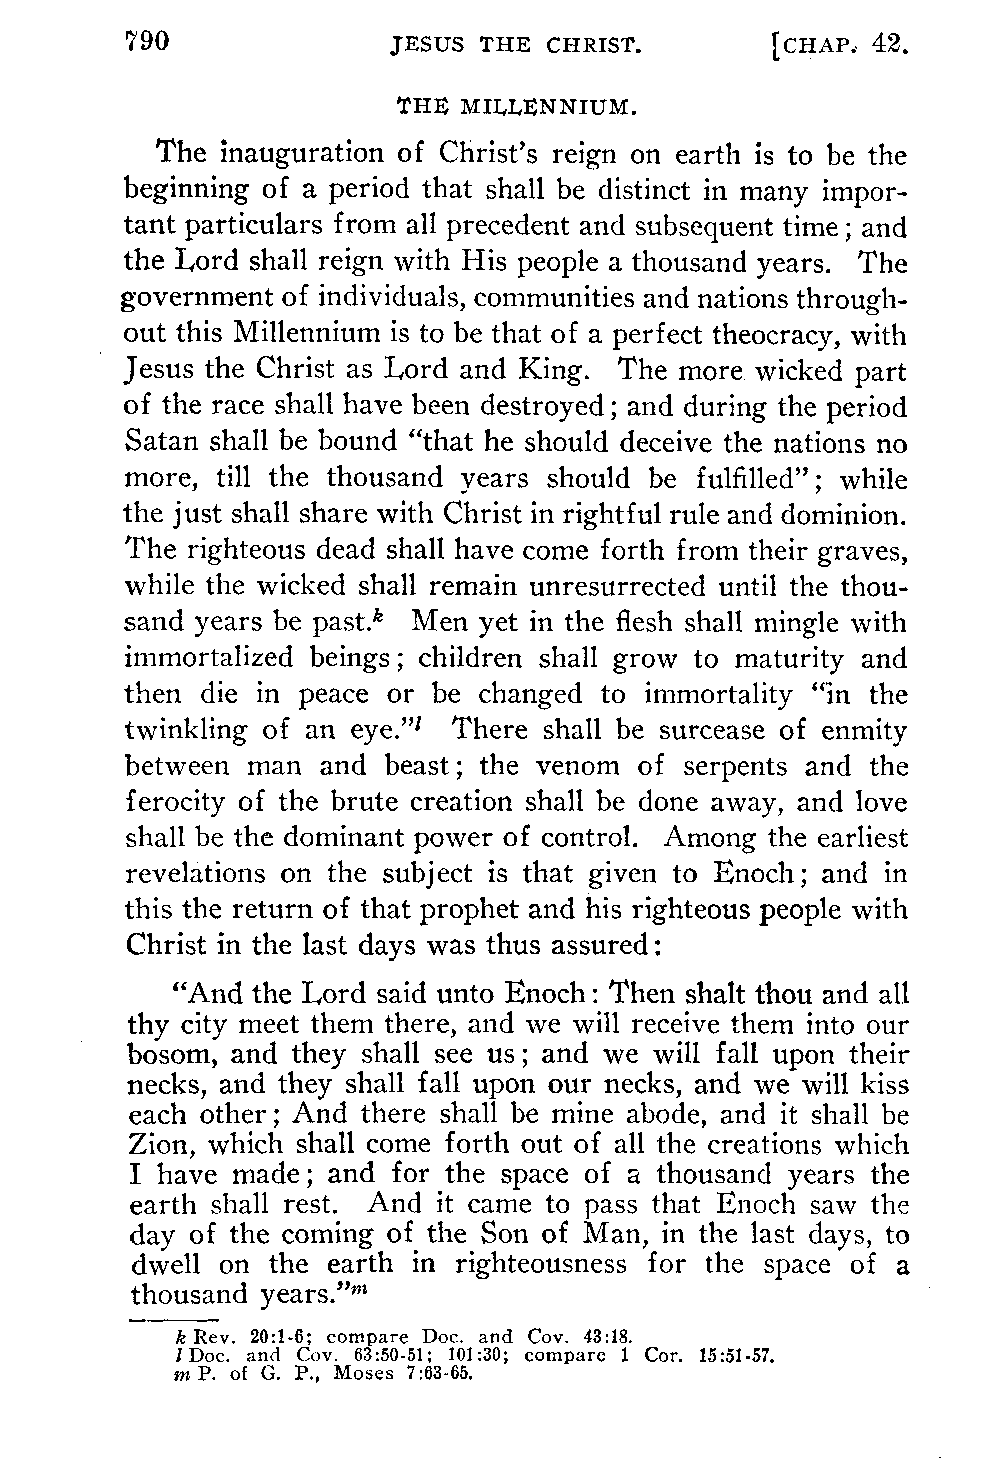 790 JESUS THE CHRIST. [CHAP. 42.
THE MILLENNIUM.
The inauguration of Christ's reign on earth is to be the
beginning of a period that shall be distinct in many impor-
tant particulars from all precedent and subsequent time; and
the Lord shall reign with His people a thousand years. The
government of individuals, communities and nations through-
out this Millennium is to be that of a perfect theocracy, with
Jesus the Christ as Lord and King. The more wicked part
of the race shall have been destroyed; and during the period
Satan shall be bound "that he should deceive the nations no
more, till the thousand years should be fulfilled"; while
the just shall share with Christ in rightful rule and dominion.
The righteous dead shall have come forth from their graves,
while the wicked shall remain unresurrected until the thou-
sand years be past.k Men yet in the flesh shall mingle with
immortalized beings; children shall grow to maturity and
then die in peace or be changed to immortality "in the
twinkling of an eye."l There shall be surcease of enmity
between man and beast; the venom of serpents and the
ferocity of the brute creation shall be done away, and love
shall be the dominant power of control. Among the earliest
revelations on the subject is that given to Enoch; and in
this the return of that prophet and his righteous people with
Christ in the last days was thus assured:
"And the Lord said unto Enoch: Then shalt thou and all
thy city meet them there, and we will receive them into our
bosom, and they shall see us; and we will fall upon their
necks, and they shall fall upon our necks, and we will kiss
each other; And there shall be mine abode, and it shall be
Zion, which shall come forth out of all the creations which
I have made; and for the space of a thousand years the
earth shall rest. And it came to pass that Enoch saw the
day of the coming of the Son of Man, in the last days, to
dwell on the earth in righteousness for the space of a
thousand years."m
k Rev. 20:1-6; compare Doc. and Cov. 43:18.
l Doc. and Cov. 63:50-51; 101:30; compare 1 Cor. 15:51-57.
m P. of G. P., Moses 7:63-65.